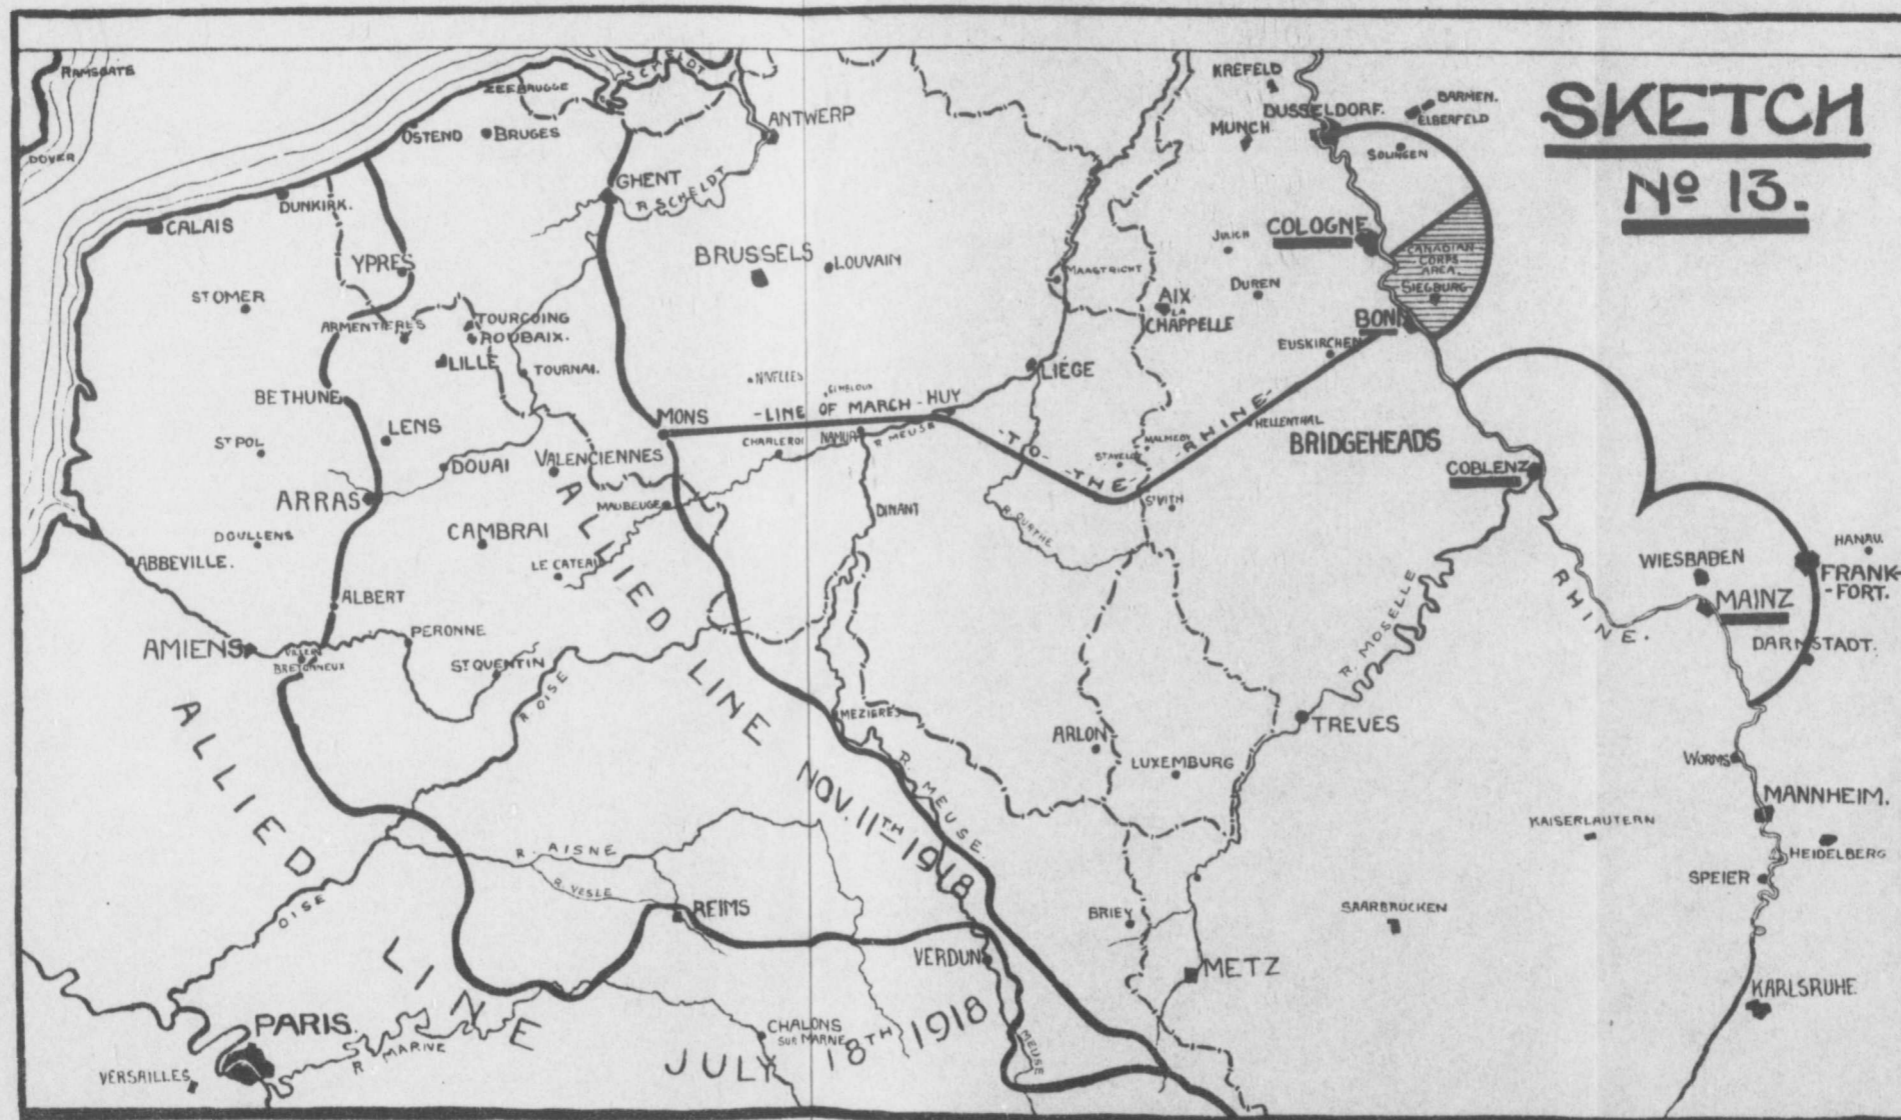 SKETCH
Nº 13.
RAMSGATE
DOVER
ZEEBRUGGE
SCHELDT
OSTEND
BRUGES
ANTWERP
GHENT
R. SCHELDT
DUNKIRK.
CALAIS
YPRES
BRUSSELS
LOUVAIN
ST OMER
ARMENTIERES
TOURCOING
ROUBAIX.
LILLE
TOURNAI.
BETHUNE
LENS
ST POL
DOUAI
VALENCIENNES
MONS
NIVELLES
GEMBLOUX
-LINE OF MARCH-
HUY
-TO-THE-RHINE-
CHARLEROI
NAMUR
R. MEUSE
LIÉGE
MAASTRICHT
AIX
LA
CHAPPELLE
KREFELD
DUSSELDORF.
BARMEN.
ELBERFELD
MUNCH
SOLINGEN
JULICH
COLOGNE
DUREN
CANADIAN
CORPS
AREA.
SIEGBURG
BONN
EUSKIRCHEN
HELLENTHAL
MALMEDY
STAVELOT
ST VITH
R. OURTHE
BRIDGEHEADS
COBLENZ
ARRAS
DOULLENS
CAMBRAI
MAUBEUGE
LE CATEAU
DINANT
ABBEVILLE.
ALBERT
AMIENS
VILLERS
BRETONNEUX
PERONNE
ST QUENTIN
R. OISE
MEZIERES
R. MEUSE.
ARLON
LUXEMBURG
TREVES
R. MOSELLE
RHINE.
WIESBADEN
MAINZ
HANAU.
FRANK-
-FORT.
DARMSTADT.
WORMS
MANNHEIM.
KAISERLAUTERN
HEIDELBERG
SPEIER
SAARBRUCKEN
KARLSRUHE
ALLIED LINE NOV. 11TH 1918
R. AISNE
R. VESLE
REIMS
OISE
VERDUN
BRIEY
METZ
PARIS.
VERSAILLES
R MARNE
CHALONS
SUR MARNE
MEUSE
ALLIED LINE JULY 18TH 1918